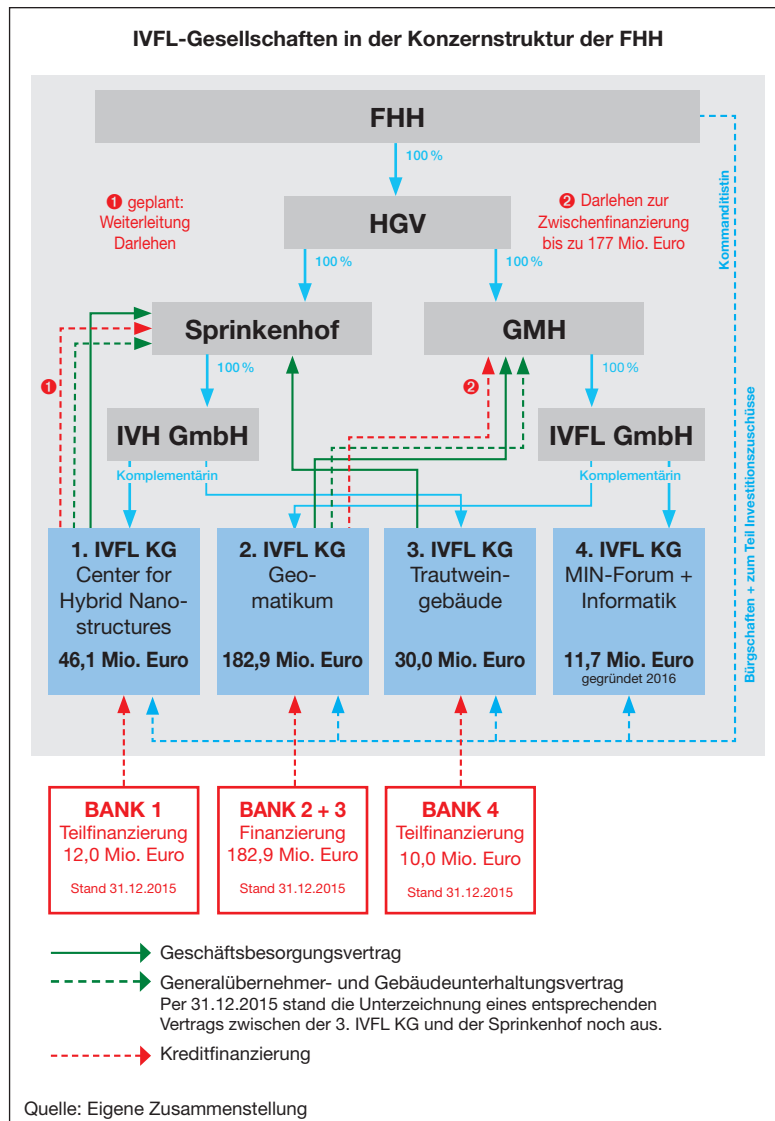 IVFL-Gesellschaften in der Konzernstruktur der FHH
FHH
100 %
❶ geplant:
Weiterleitung
Darlehen
HGV
❷ Darlehen zur
Zwischenfinanzierung
bis zu 177 Mio. Euro
Kommanditistin
100 %
100 %
Sprinkenhof
GMH
❶
100 %
❷
100 %
IVH GmbH
IVFL GmbH
Komplementärin
Komplementärin
Bürgschaften + zum Teil Investitionszuschüsse
1. IVFL KG
Center for
Hybrid Nano-
structures
46,1 Mio. Euro
2. IVFL KG
Geo-
matikum
182,9 Mio. Euro
3. IVFL KG
Trautwein-
gebäude
30,0 Mio. Euro
4. IVFL KG
MIN-Forum +
Informatik
11,7 Mio. Euro
gegründet 2016
BANK 1
Teilfinanzierung
12,0 Mio. Euro
Stand 31.12.2015
BANK 2 + 3
Finanzierung
182,9 Mio. Euro
Stand 31.12.2015
BANK 4
Teilfinanzierung
10,0 Mio. Euro
Stand 31.12.2015
Geschäftsbesorgungsvertrag
Generalübernehmer- und Gebäudeunterhaltungsvertrag
Per 31.12.2015 stand die Unterzeichnung eines entsprechenden
Vertrags zwischen der 3. IVFL KG und der Sprinkenhof noch aus.
Kreditfinanzierung
Quelle: Eigene Zusammenstellung